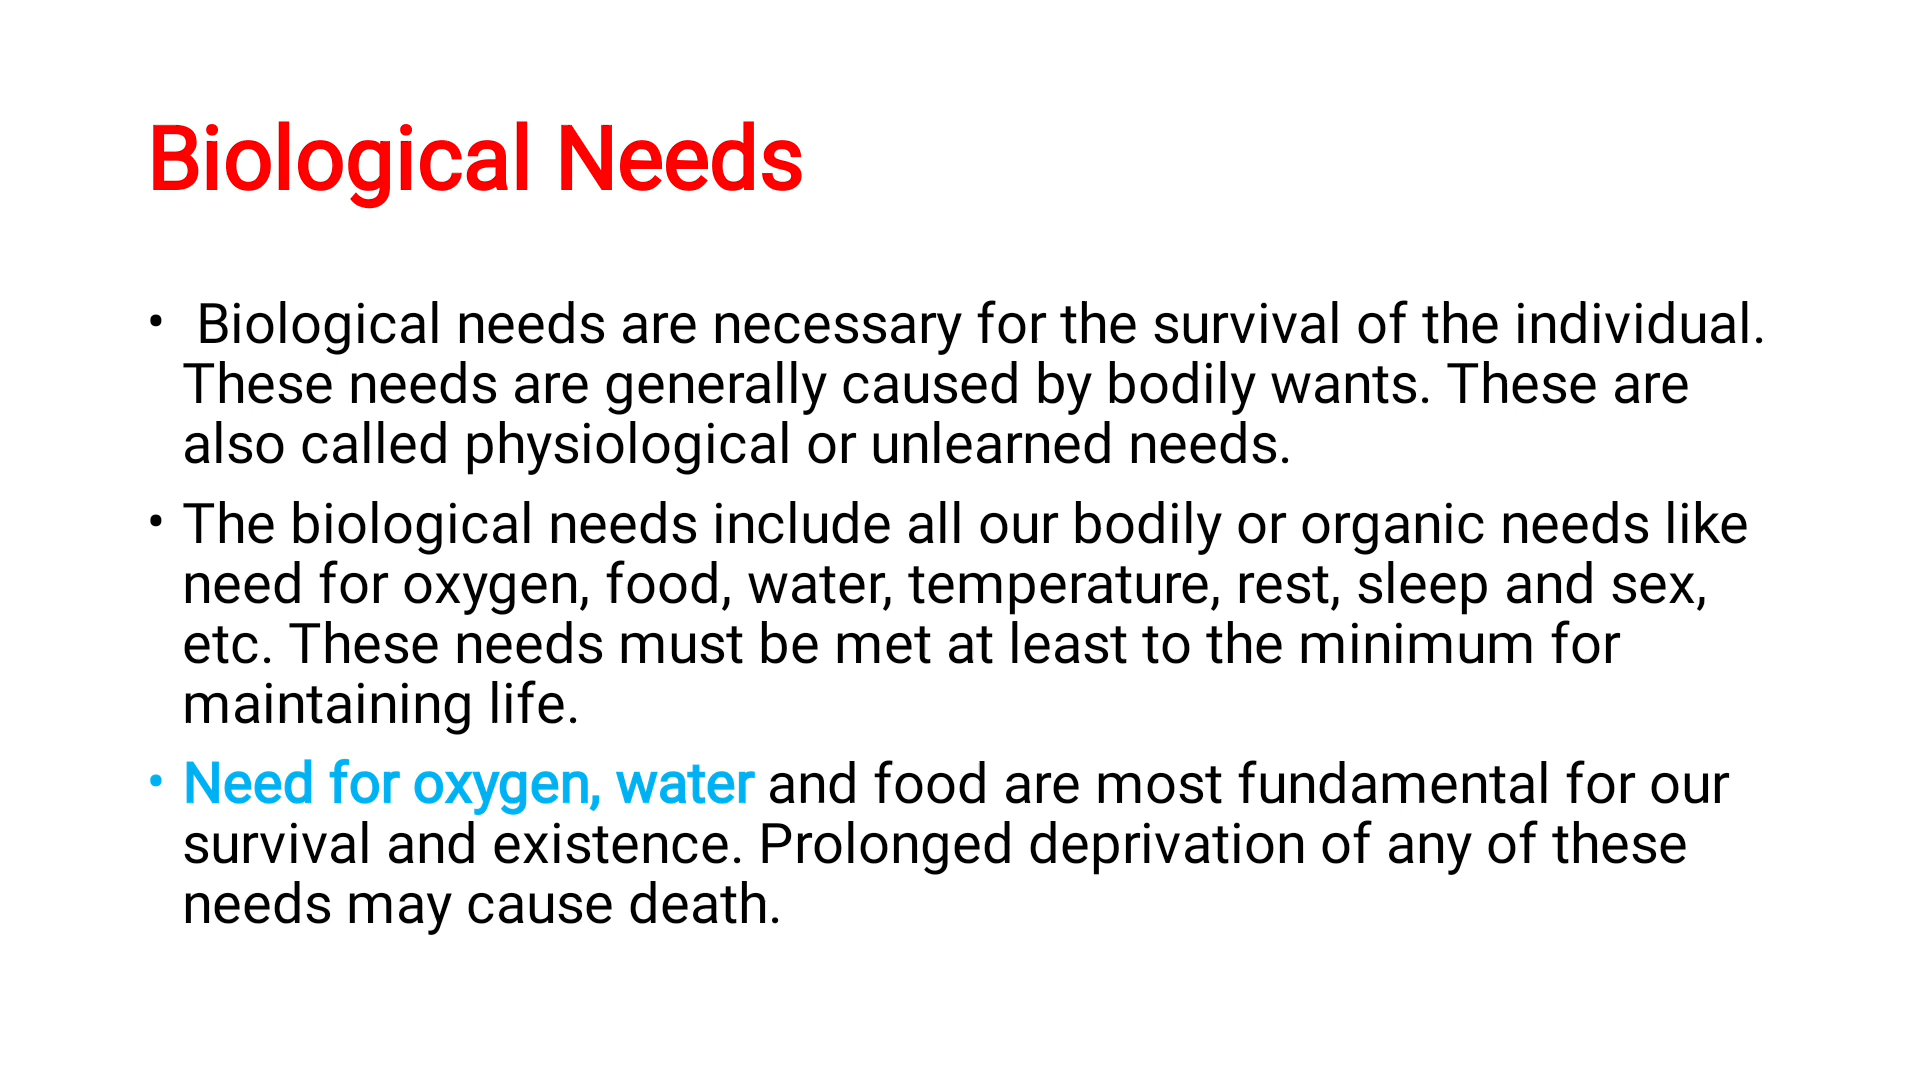 Biological Needs
• Biological needs are necessary for the survival of the individual.
These needs are generally caused by bodily wants. These are
also called physiological or unlearned needs.
• The biological needs include all our bodily or organic needs like
need for oxygen, food, water, temperature, rest, sleep and sex,
etc. These needs must be met at least to the minimum for
maintaining life.
• Need for oxygen, water and food are most fundamental for our
survival and existence. Prolonged deprivation of any of these
needs may cause death.